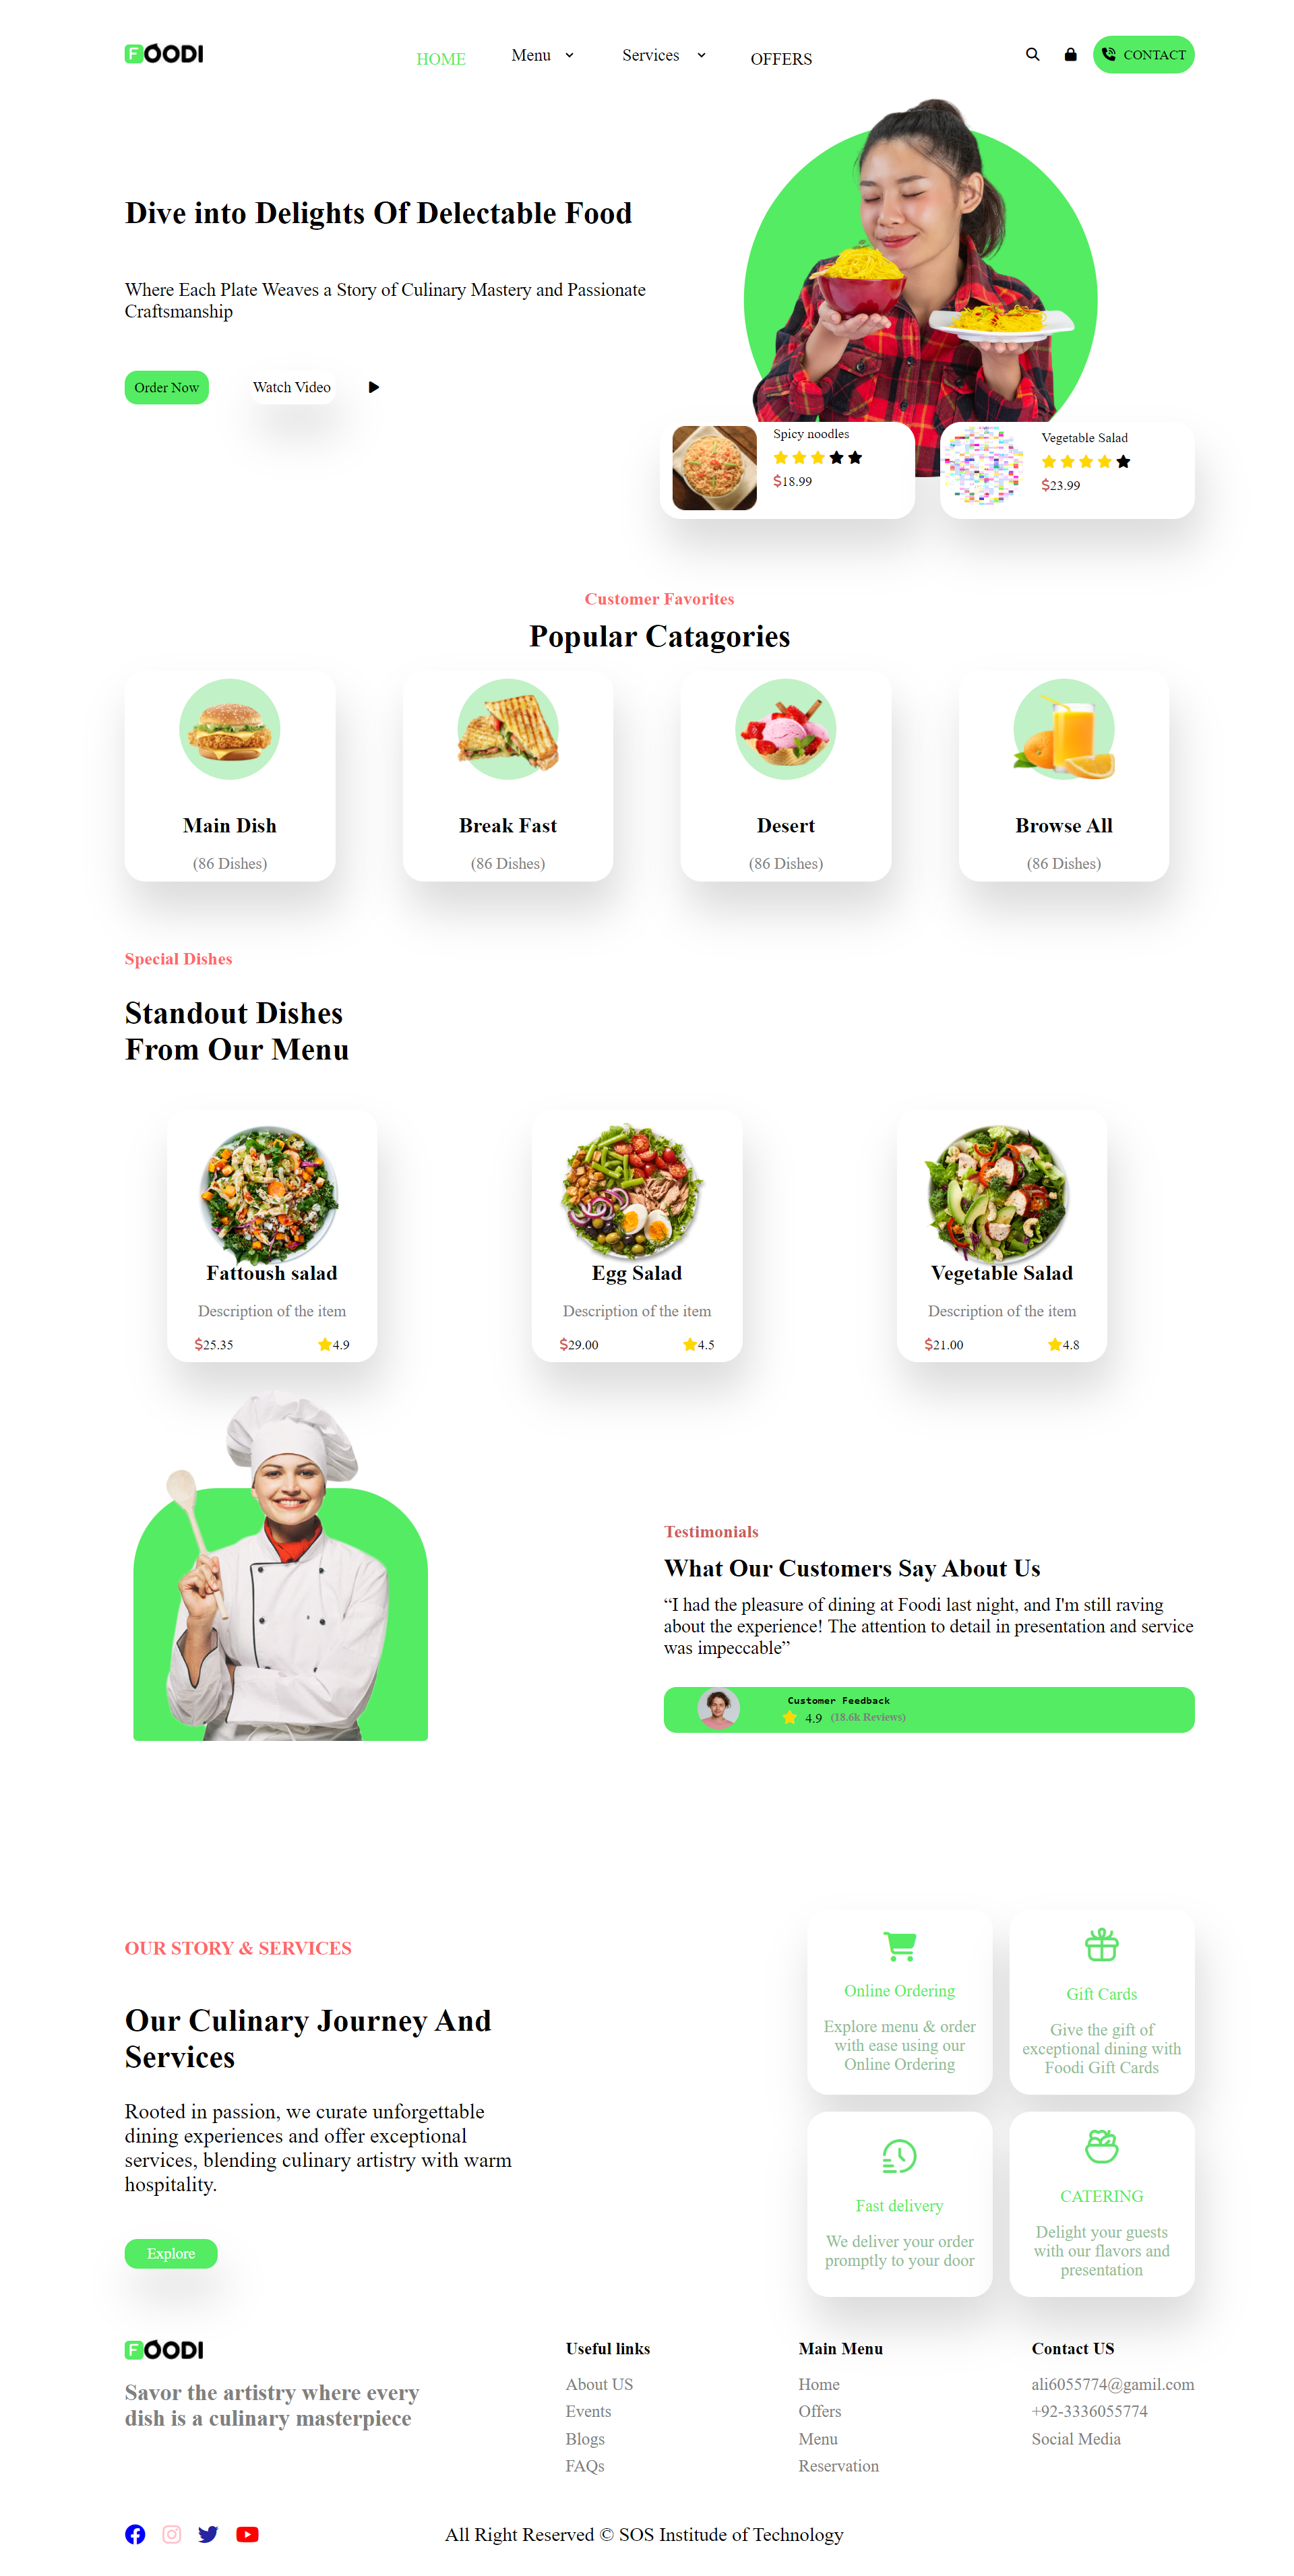 FOODI
HOME
Menu
Services
OFFERS
CONTACT
Dive into Delights Of Delectable Food
Where Each Plate Weaves a Story of Culinary Mastery and Passionate
Craftsmanship
Order Now
Watch Video
Spicy noodles
$18.99
Vegetable Salad
$23.99
Customer Favorites
Popular Catagories
Main Dish
(86 Dishes)
Break Fast
(86 Dishes)
Desert
(86 Dishes)
Browse All
(86 Dishes)
Special Dishes
Standout Dishes
From Our Menu
Fattoush salad
Description of the item
$25.35
4.9
Egg Salad
Description of the item
$29.00
4.5
Vegetable Salad
Description of the item
$21.00
4.8
Testimonials
What Our Customers Say About Us
“I had the pleasure of dining at Foodi last night, and I'm still raving
about the experience! The attention to detail in presentation and service
was impeccable”
Customer Feedback
4.9 (18.6k Reviews)
OUR STORY & SERVICES
Our Culinary Journey And
Services
Rooted in passion, we curate unforgettable
dining experiences and offer exceptional
services, blending culinary artistry with warm
hospitality.
Explore
Online Ordering
Explore menu & order
with ease using our
Online Ordering
Gift Cards
Give the gift of
exceptional dining with
Foodi Gift Cards
Fast delivery
We deliver your order
promptly to your door
CATERING
Delight your guests
with our flavors and
presentation
FOODI
Savor the artistry where every
dish is a culinary masterpiece
Useful links
About US
Events
Blogs
FAQs
Main Menu
Home
Offers
Menu
Reservation
Contact US
ali6055774@gamil.com
+92-3336055774
Social Media
All Right Reserved © SOS Institude of Technology